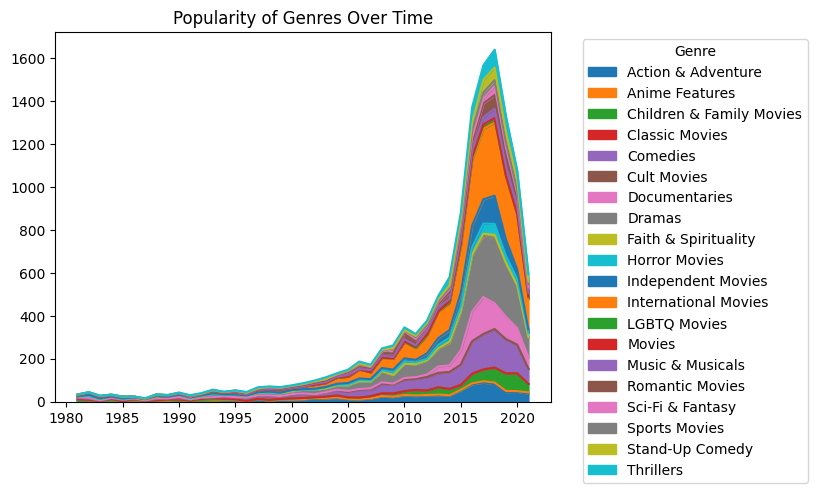 Popularity of Genres Over Time
1600
1400
1200
1000
800
600
400
200
0
1980
1985
1990
1995
2000
2005
2010
2015
2020
Genre
Action & Adventure
Anime Features
Children & Family Movies
Classic Movies
Comedies
Cult Movies
Documentaries
Dramas
Faith & Spirituality
Horror Movies
Independent Movies
International Movies
LGBTQ Movies
Movies
Music & Musicals
Romantic Movies
Sci-Fi & Fantasy
Sports Movies
Stand-Up Comedy
Thrillers